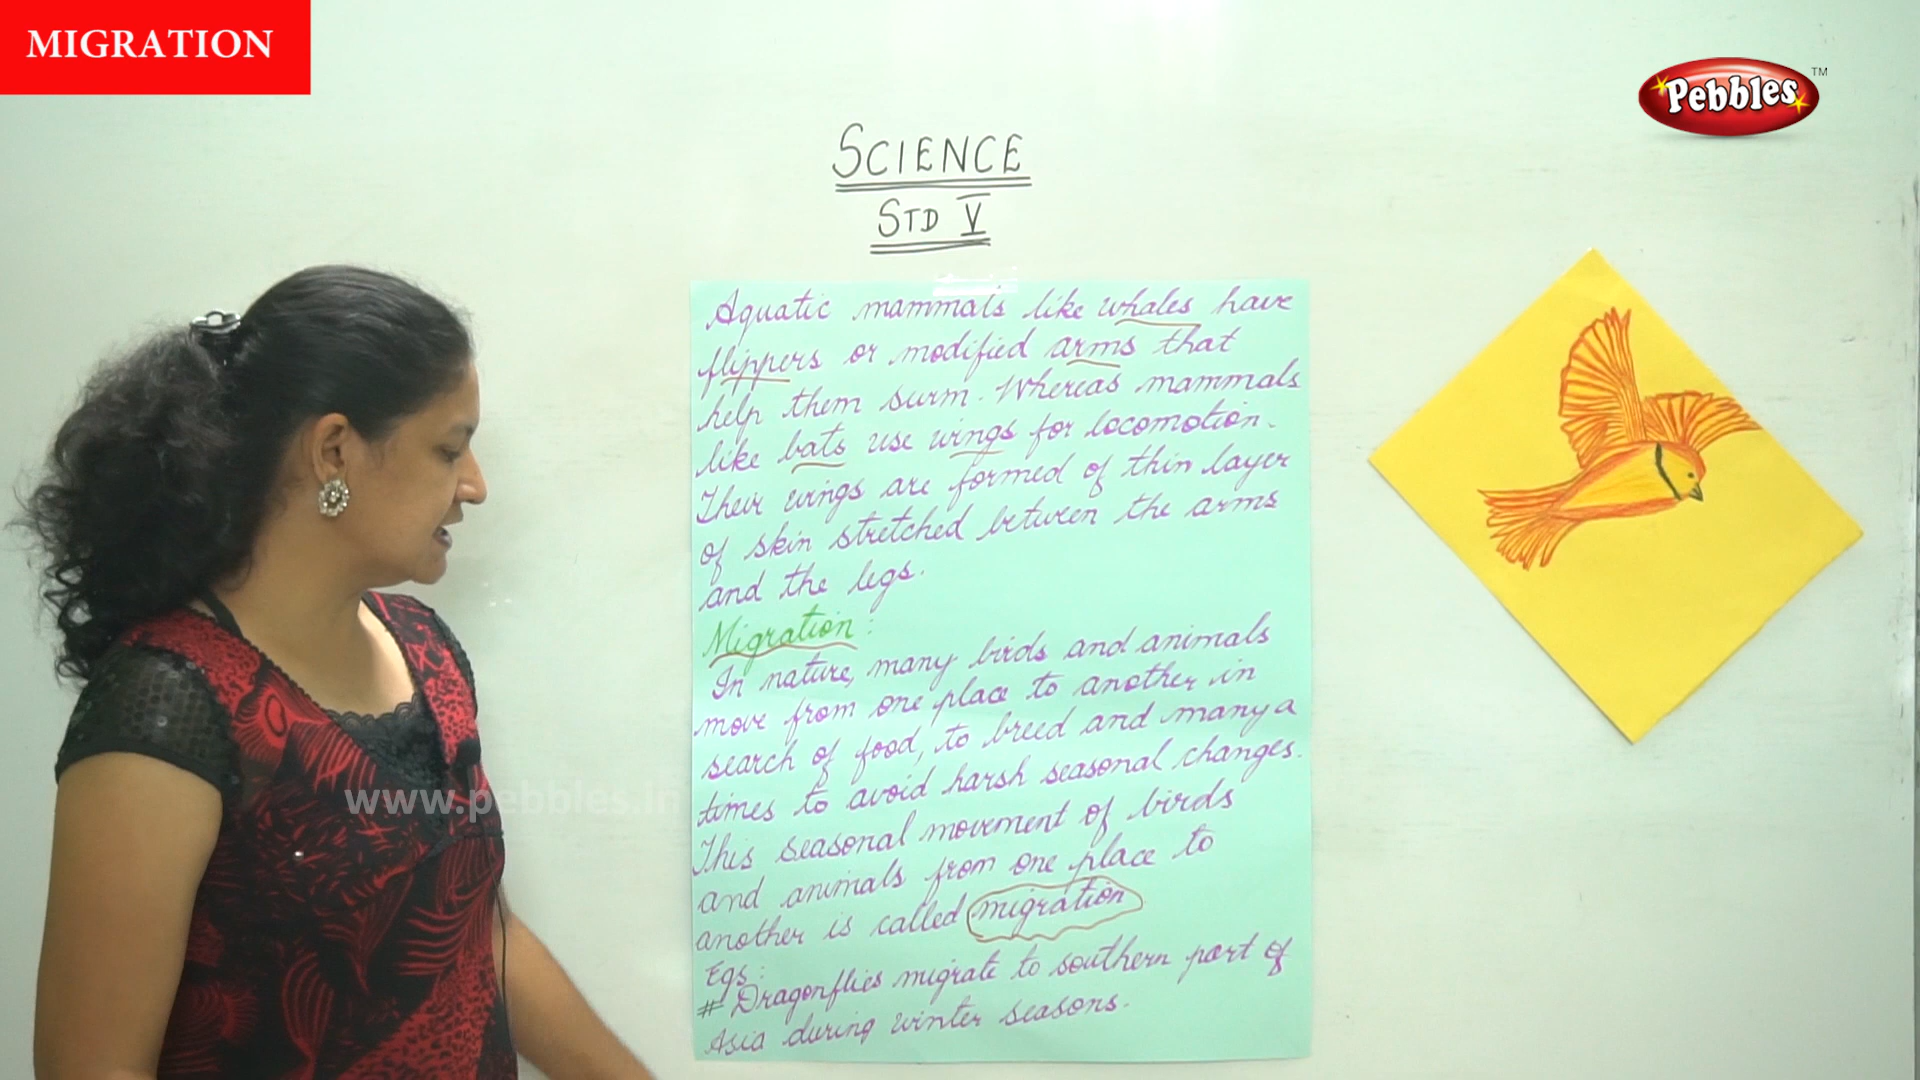 MIGRATION
Pebbles™
SCIENCE
STD V
Aquatic mammals like whales have
flippers or modified arms that
help them swim. Whereas mammals
like bats use wings for locomotion.
Their wings are formed of thin layer
of skin stretched between the arms
and the legs.
Migration:
In nature, many birds and animals
move from one place to another in
search of food, to breed and many a
times to avoid harsh seasonal changes.
This seasonal movement of birds
and animals from one place to
another is called migration
Egs:
# Dragonflies migrate to southern part of
Asia during winter seasons.
www.pebbles.in